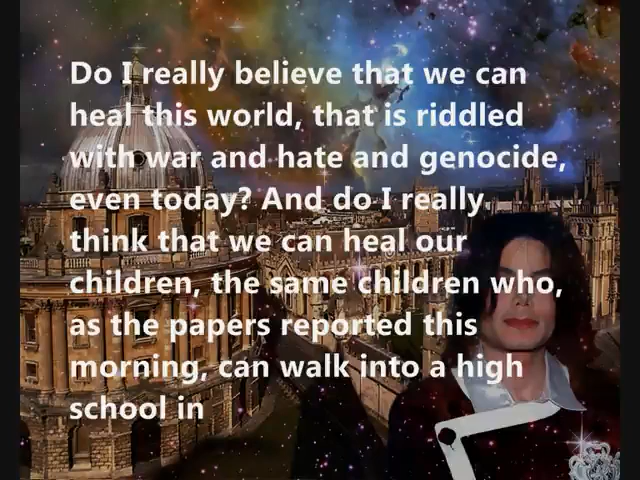 Do I really believe that we can
heal this world, that is riddled
with war and hate and genocide,
even today? And do I really
think that we can heal our
children, the same children who,
as the papers reported this
morning, can walk into a high
school in